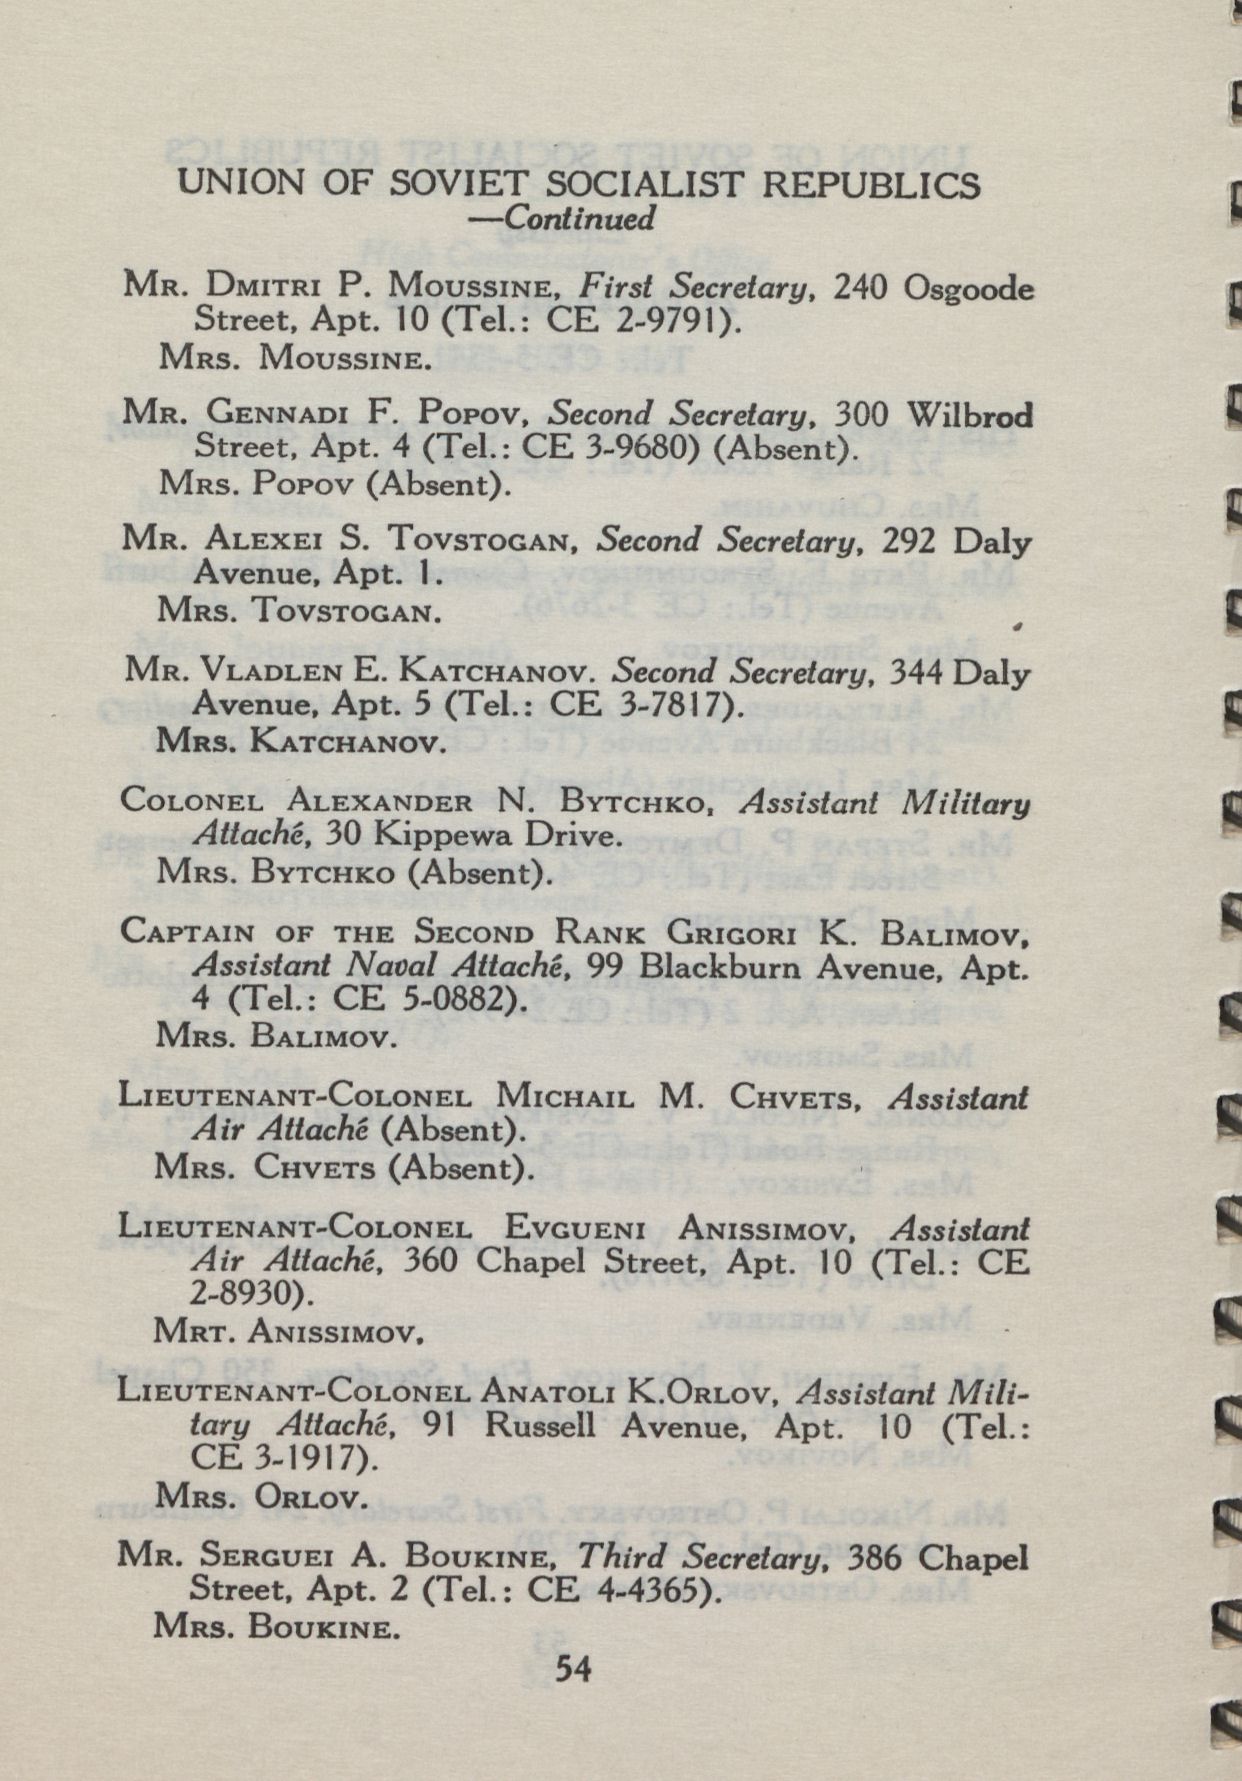 UNION OF SOVIET SOCIALIST REPUBLICS
—Continued
MR. DMITRI P. MOUSSINE, First Secretary, 240 Osgoode
Street, Apt. 10 (Tel.: CE 2-9791).
MRS. MOUSSINE.
MR. GENNADI F. POPOV, Second Secretary, 300 Wilbrod
Street, Apt. 4 (Tel.: CE 3-9680) (Absent).
MRS. POPOV (Absent).
MR. ALEXEI S. TOVSTOGAN, Second Secretary, 292 Daly
Avenue, Apt. 1.
MRS. TOVSTOGAN.
MR. VLADLEN E. KATCHANOV. Second Secretary, 344 Daly
Avenue, Apt. 5 (Tel.: CE 3-7817).
MRS. KATCHANOV.
COLONEL ALEXANDER N. BYTCHKO, Assistant Military
Attaché, 30 Kippewa Drive.
MRS. BYTCHKO (Absent).
CAPTAIN OF THE SECOND RANK GRIGORI K. BALIMOV,
Assistant Naval Attaché, 99 Blackburn Avenue, Apt.
4 (Tel.: CE 5-0882).
MRS. BALIMOV.
LIEUTENANT-COLONEL MICHAIL M. CHVETS, Assistant
Air Attaché (Absent).
MRS. CHVETS (Absent).
LIEUTENANT-COLONEL EVGUENI ANISSIMOV, Assistant
Air Attaché, 360 Chapel Street, Apt. 10 (Tel.: CE
2-8930).
MRT. ANISSIMOV.
LIEUTENANT-COLONEL ANATOLI K.ORLOV, Assistant Mili-
tary Attaché, 91 Russell Avenue, Apt. 10 (Tel.:
CE 3-1917).
MRS. ORLOV.
MR. SERGUEI A. BOUKINE, Third Secretary, 386 Chapel
Street, Apt. 2 (Tel.: CE 4-4365).
MRS. BOUKINE.
54